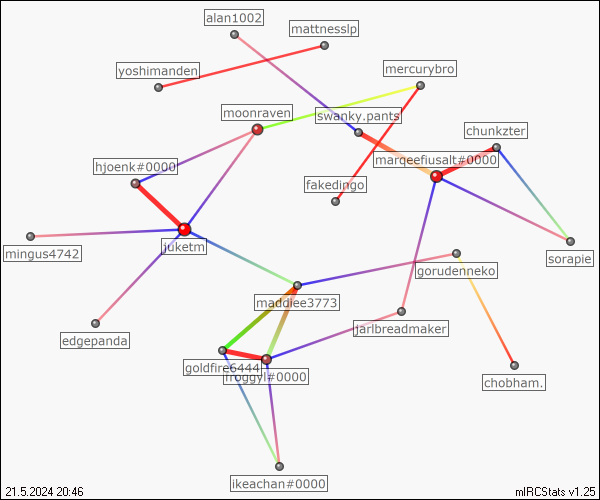 alan1002
mattnesslp
yoshimanden
mercurybro
moonraven
swanky.pants
chunkzter
marqeefiusalt#0000
hjoenk#0000
fakedingo
mingus4742
juketm
sorapie
gorudenneko
maddiee3773
edgepanda
jarlbreadmaker
goldfire6444
froggyl#0000
chobham.
ikeachan#0000
21.5.2024 20:46
mIRCStats v1.25